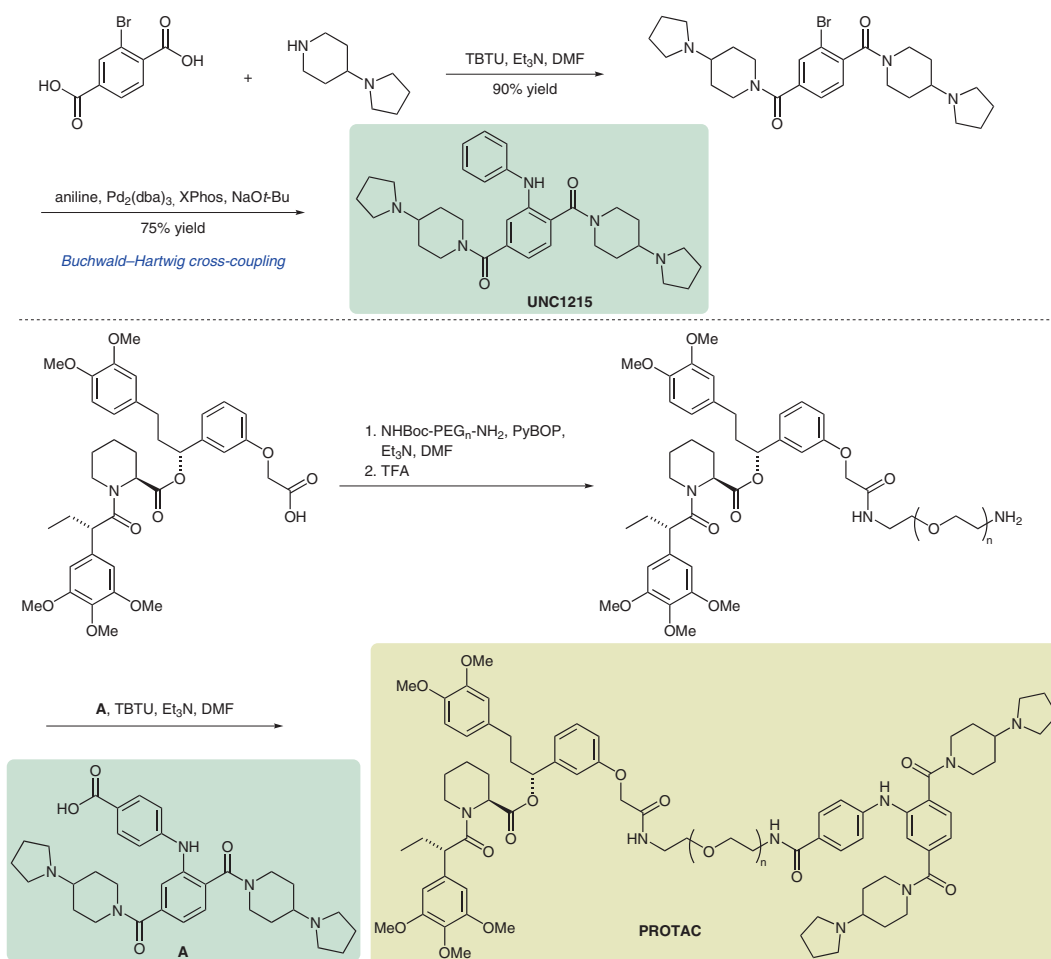 Br
O
OH
HO
O
+
HN
N
TBTU, Et₃N, DMF
90% yield
N
N
O
Br
O
N
N
aniline, Pd₂(dba)₃, XPhos, NaOt-Bu
75% yield
Buchwald–Hartwig cross-coupling
NH
O
N
N
N
O
N
UNC1215
OMe
MeO
O
O
O
OH
N
O
O
MeO
OMe
OMe
1. NHBoc-PEGₙ-NH₂, PyBOP,
Et₃N, DMF
2. TFA
OMe
MeO
O
O
O
HN
O
n
NH₂
N
O
O
MeO
OMe
OMe
A, TBTU, Et₃N, DMF
O
HO
NH
O
N
N
N
O
N
A
OMe
MeO
O
O
O
N
H
O
n
H
N
O
N
O
O
MeO
OMe
OMe
H
N
O
N
N
N
O
N
PROTAC